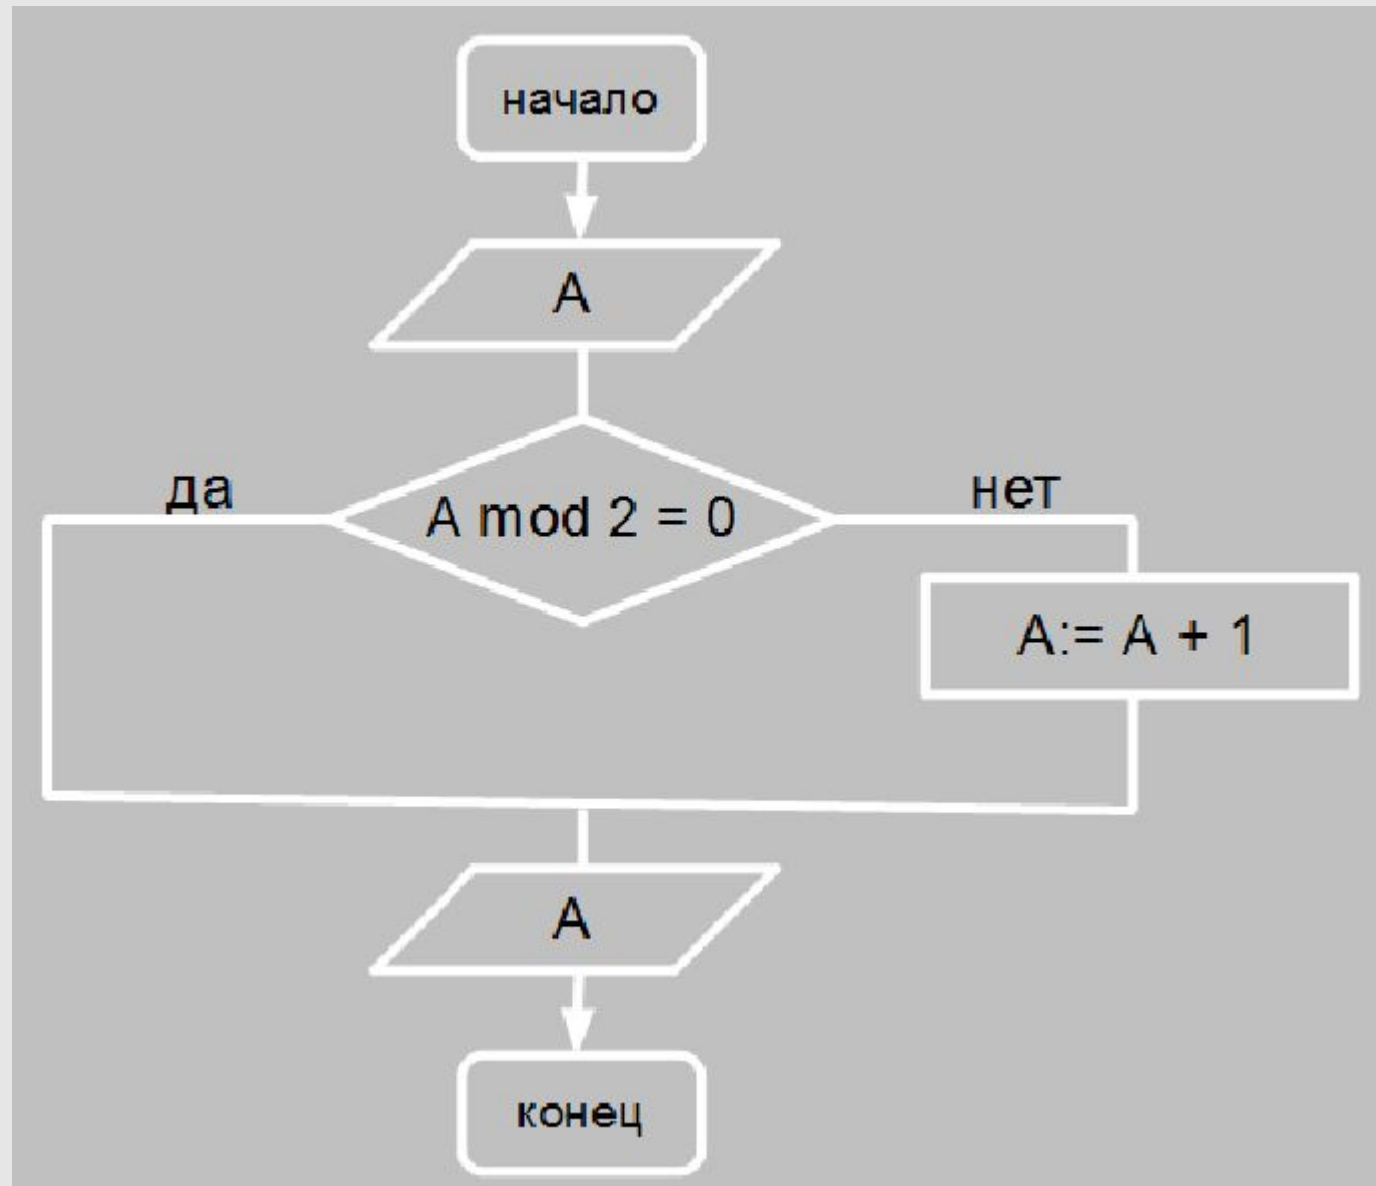 начало
A
да
A mod 2 = 0
нет
A:= A + 1
A
конец